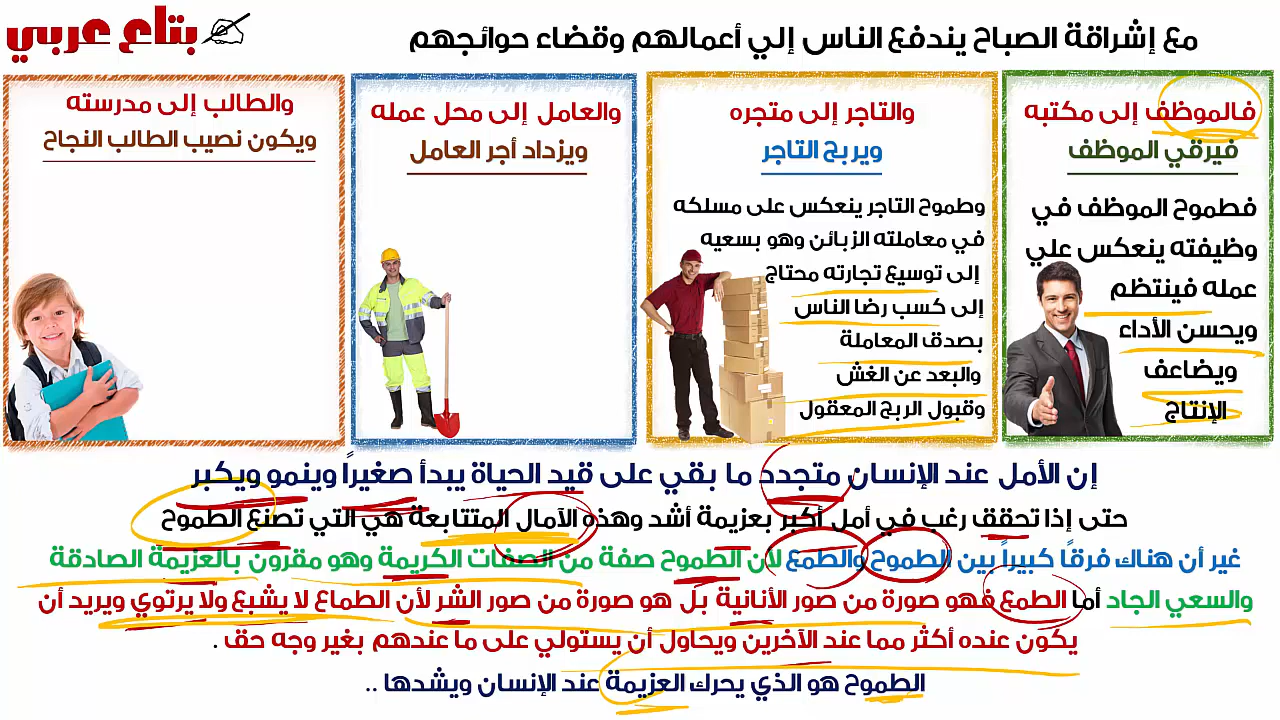 بتاع عربي
مع إشراقة الصباح يندفع الناس إلي أعمالهم وقضاء حوائجهم
فالموظف إلى مكتبه
فيرقي الموظف
فطموح الموظف في
وظيفته ينعكس علي
عمله فينتظم
ويحسن الأداء
ويضاعف
الإنتاج
والتاجر إلى متجره
ويربح التاجر
وطموح التاجر ينعكس على مسلكه
في معاملته الزبائن وهو بسعيه
إلى توسيع تجارته محتاج
إلى كسب رضا الناس
بصدق المعاملة
والبعد عن الغش
وقبول الربح المعقول
والعامل إلى محل عمله
ويزداد أجر العامل
والطالب إلى مدرسته
ويكون نصيب الطالب النجاح
إن الأمل عند الإنسان متجدد ما بقي على قيد الحياة يبدأ صغيراً وينمو ويكبر
حتى إذا تحقق رغب في أمل أكبر بعزيمة أشد وهذه الآمال المتتابعة هي التي تصنع الطموح
غير أن هناك فرقًا كبيراً بين الطموح والطمع لأن الطموح صفة من الصفات الكريمة وهو مقرون بالعزيمة الصادقة
والسعي الجاد أما الطمع فهو صورة من صور الأنانية بل هو صورة من صور الشر لأن الطماع لا يشبع ولا يرتوي ويريد أن
يكون عنده أكثر مما عند الآخرين ويحاول أن يستولي على ما عندهم بغير وجه حق .
الطموح هو الذي يحرك العزيمة عند الإنسان ويشدها ..